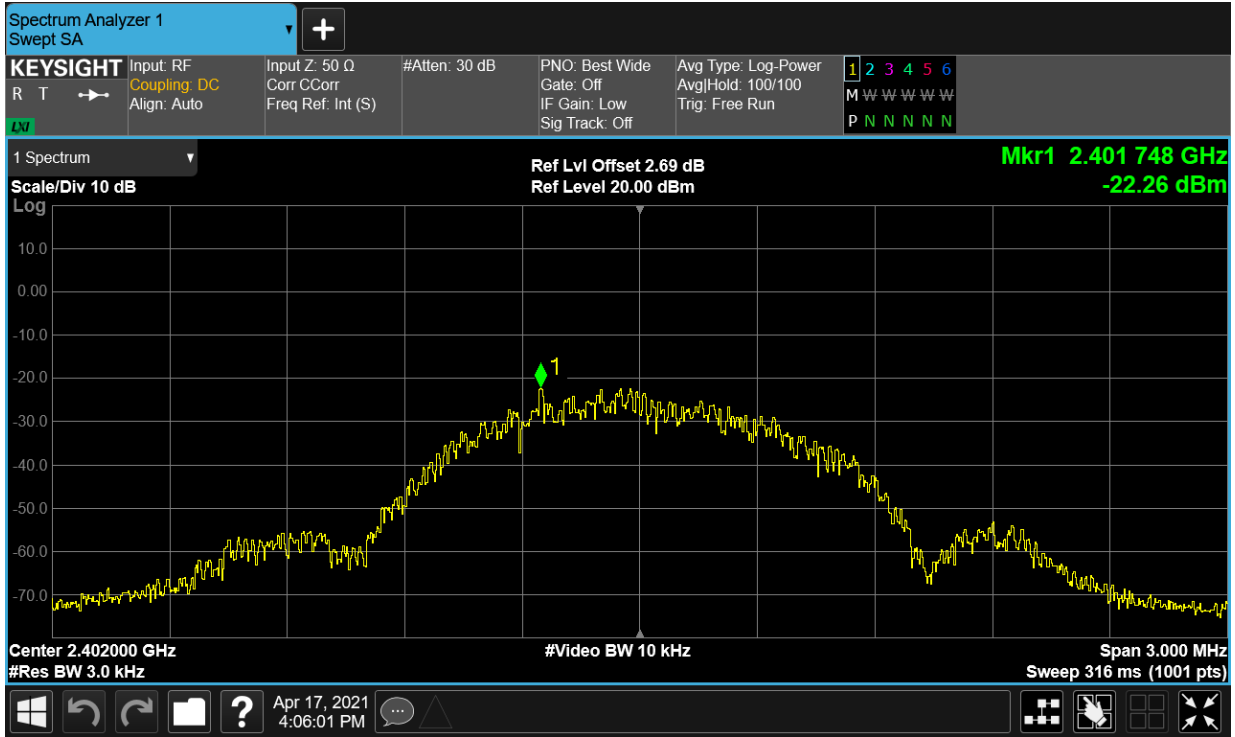 Spectrum Analyzer 1
Swept SA
KEYSIGHT
R T
LXI
Input: RF
Coupling: DC
Align: Auto
Input Z: 50 Ω
Corr CCorr
Freq Ref: Int (S)
#Atten: 30 dB
PNO: Best Wide
Gate: Off
IF Gain: Low
Sig Track: Off
Avg Type: Log-Power
Avg|Hold: 100/100
Trig: Free Run
1 2 3 4 5 6
M W W W W W
P N N N N N
1 Spectrum
Scale/Div 10 dB
Ref Lvl Offset 2.69 dB
Ref Level 20.00 dBm
Mkr1 2.401 748 GHz
-22.26 dBm
Log
10.0
0.00
-10.0
-20.0
-30.0
-40.0
-50.0
-60.0
-70.0
1
Center 2.402000 GHz
#Res BW 3.0 kHz
#Video BW 10 kHz
Span 3.000 MHz
Sweep 316 ms (1001 pts)
?
Apr 17, 2021
4:06:01 PM